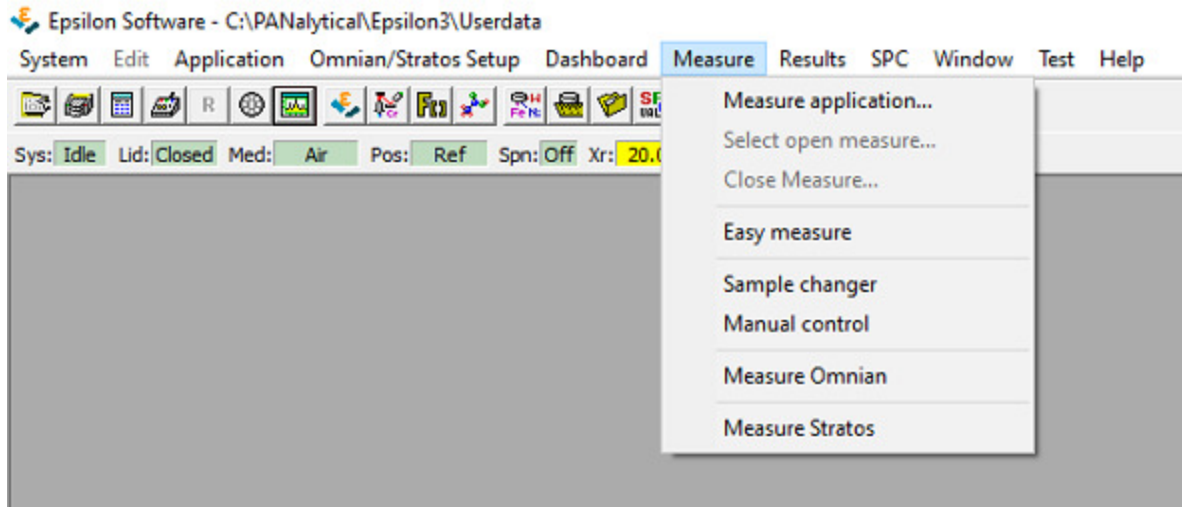 Epsilon Software - C:\PANalytical\Epsilon3\Userdata
System Edit Application Omnian/Stratos Setup Dashboard Measure Results SPC Window Test Help
R
Sys: Idle Lid: Closed Med: Air Pos: Ref Spn: Off Xr: 20.
Measure application...
Select open measure...
Close Measure...
Easy measure
Sample changer
Manual control
Measure Omnian
Measure Stratos